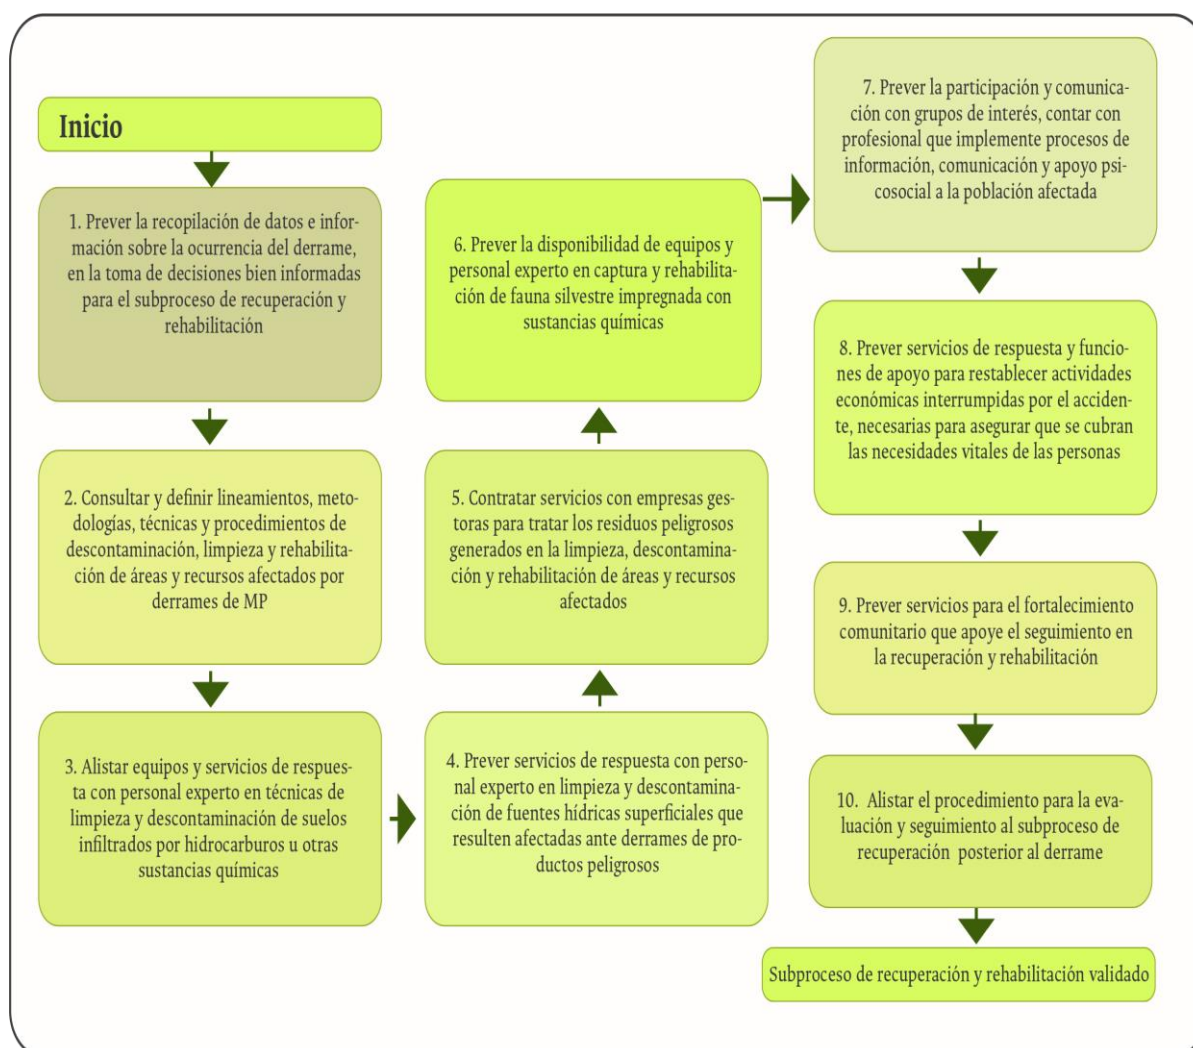 Inicio
1. Prever la recopilación de datos e infor-
mación sobre la ocurrencia del derrame,
en la toma de decisiones bien informadas
para el subproceso de recuperación y
rehabilitación
2. Consultar y definir lineamientos, meto-
dologías, técnicas y procedimientos de
descontaminación, limpieza y rehabilita-
ción de áreas y recursos afectados por
derrames de MP
3. Alistar equipos y servicios de respues-
ta con personal experto en técnicas de
limpieza y descontaminación de suelos
infiltrados por hidrocarburos u otras
sustancias químicas
4. Prever servicios de respuesta con perso-
nal experto en limpieza y descontamina-
ción de fuentes hídricas superficiales que
resulten afectadas ante derrames de pro-
ductos peligrosos
5. Contratar servicios con empresas ges-
toras para tratar los residuos peligrosos
generados en la limpieza, descontamina-
ción y rehabilitación de áreas y recursos
afectados
6. Prever la disponibilidad de equipos y
personal experto en captura y rehabilita-
ción de fauna silvestre impregnada con
sustancias químicas
7. Prever la participación y comunica-
ción con grupos de interés, contar con
profesional que implemente procesos de
información, comunicación y apoyo psi-
cosocial a la población afectada
8. Prever servicios de respuesta y funcio-
nes de apoyo para restablecer actividades
económicas interrumpidas por el acciden-
te, necesarias para asegurar que se cubran
las necesidades vitales de las personas
9. Prever servicios para el fortalecimiento
comunitario que apoye el seguimiento en
la recuperación y rehabilitación
10. Alistar el procedimiento para la eva-
luación y seguimiento al subproceso de
recuperación posterior al derrame
Subproceso de recuperación y rehabilitación validado